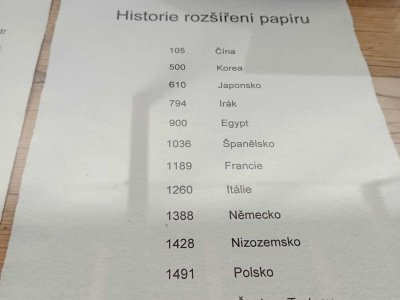 Historie rozšíření papíru
105 Čína
500 Korea
610 Japonsko
794 Irák
900 Egypt
1036 Španělsko
1189 Francie
1260 Itálie
1388 Německo
1428 Nizozemsko
1491 Polsko